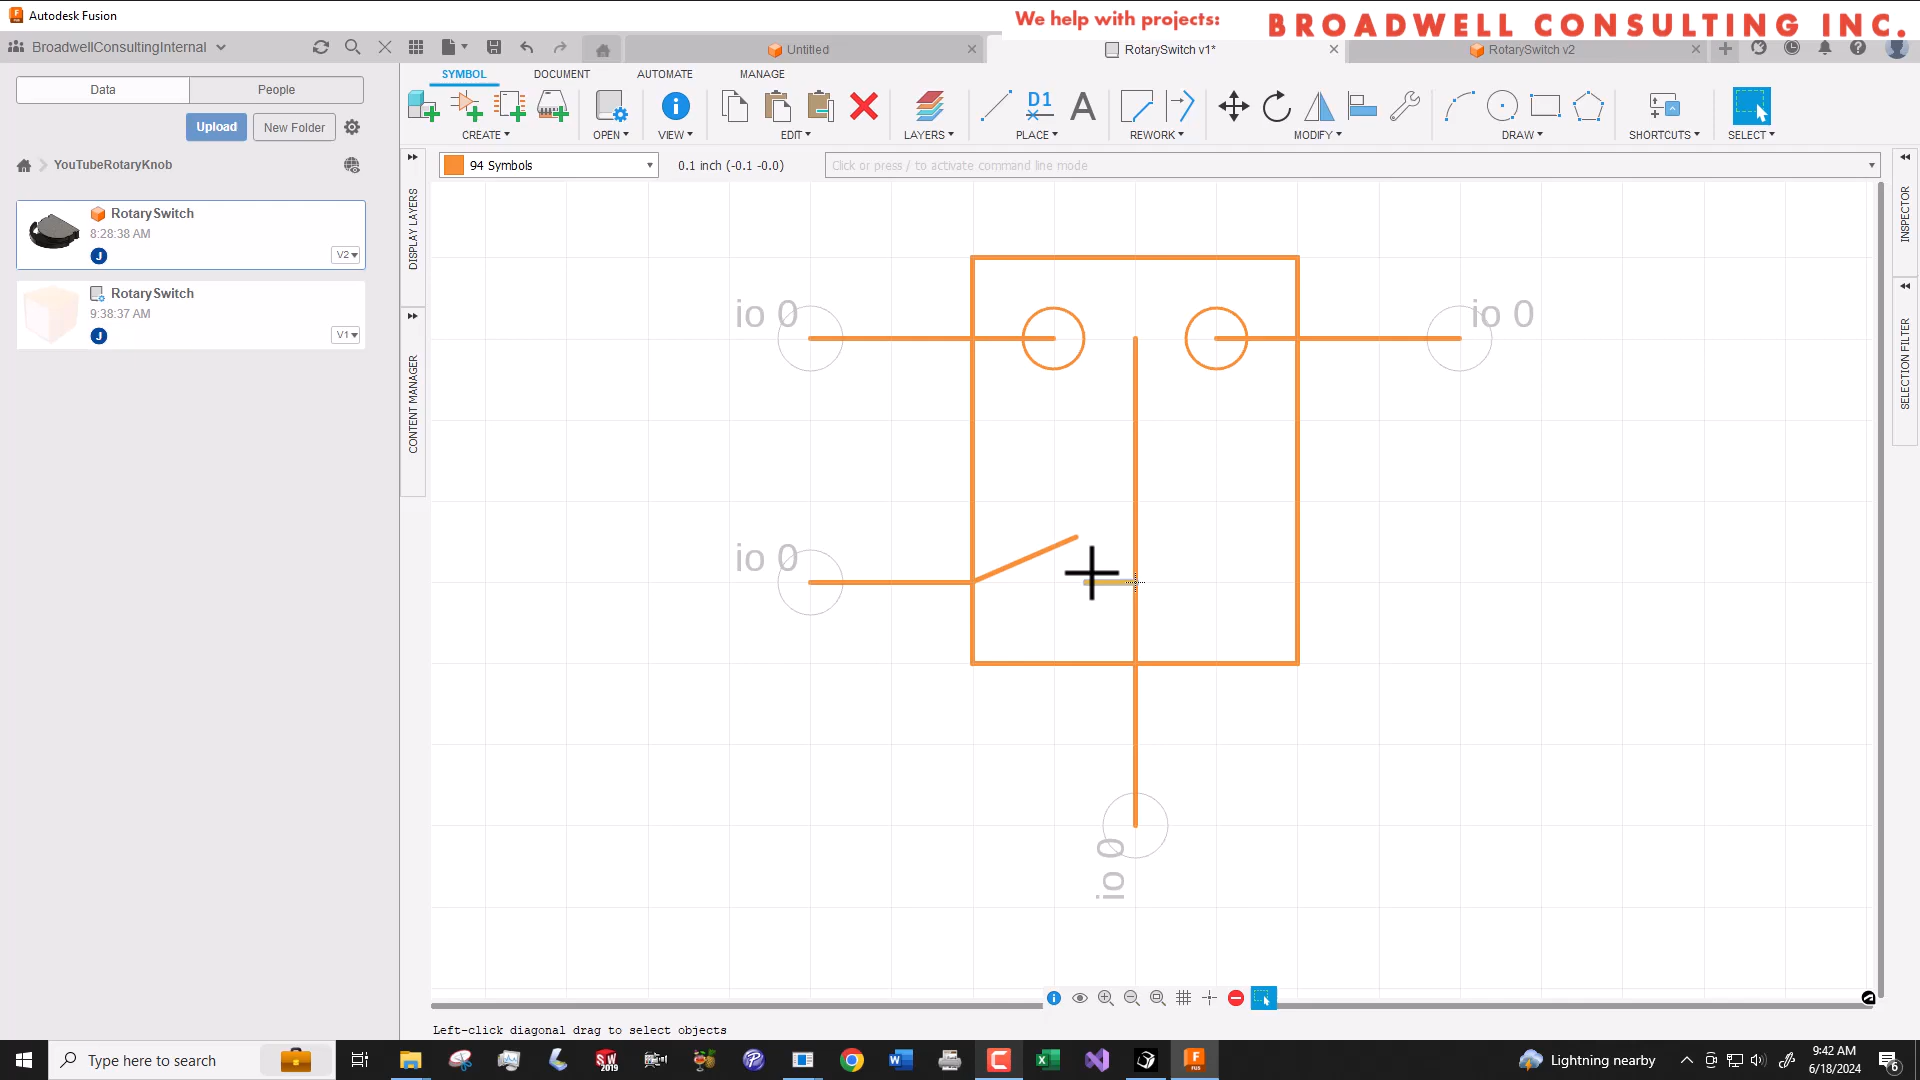 Autodesk Fusion
We help with projects:
BROADWELL CONSULTING INC.
BroadwellConsultingInternal
Untitled
RotarySwitch v1*
RotarySwitch v2
Data
People
Upload
New Folder
YouTubeRotaryKnob
RotarySwitch
8:28:38 AM
J
V2
RotarySwitch
9:38:37 AM
J
V1
SYMBOL
DOCUMENT
AUTOMATE
MANAGE
D1
CREATE
OPEN
VIEW
EDIT
LAYERS
PLACE
REWORK
MODIFY
DRAW
SHORTCUTS
SELECT
94 Symbols
0.1 inch (-0.1 -0.0)
Click or press / to activate command line mode
DISPLAY LAYERS
CONTENT MANAGER
INSPECTOR
SELECTION FILTER
io 0
io 0
io 0
io 0
Left-click diagonal drag to select objects
Type here to search
SW
2019
FUS
Lightning nearby
9:42 AM
6/18/2024
6